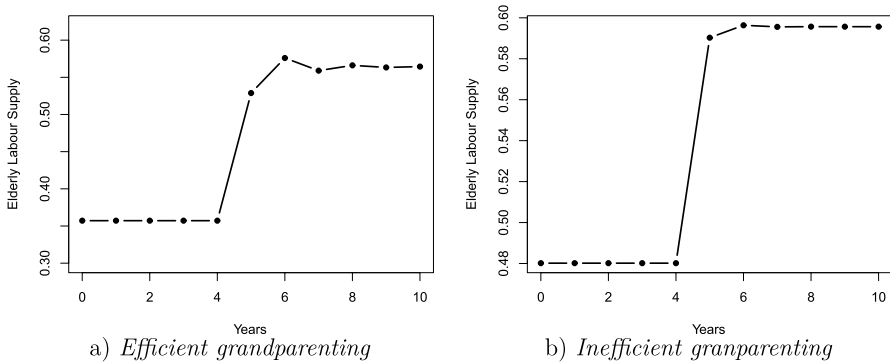 Elderly Labour Supply
0.60
0.50
0.40
0.30
0 2 4 6 8 10
Years
a) Efficient grandparenting
Elderly Labour Supply
0.60
0.58
0.56
0.54
0.52
0.50
0.48
0 2 4 6 8 10
Years
b) Inefficient granparenting